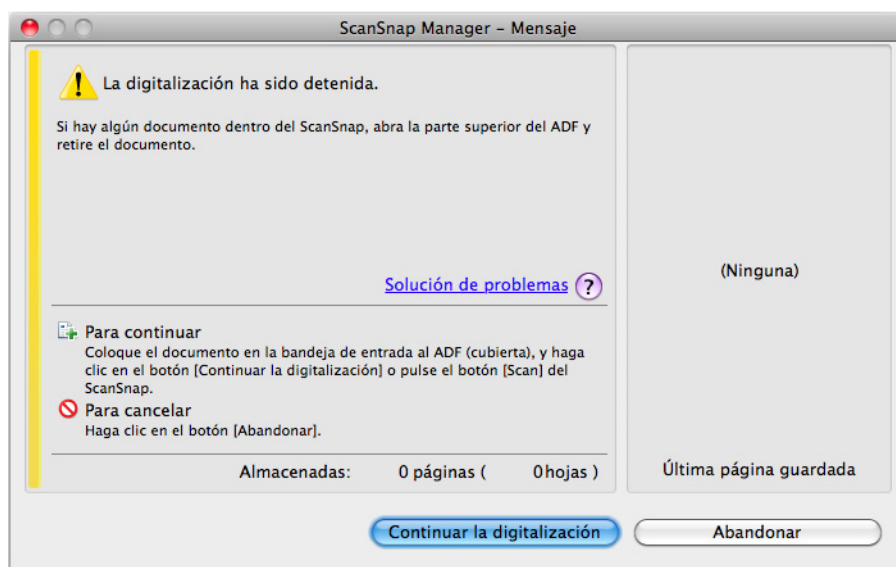 ScanSnap Manager – Mensaje
La digitalización ha sido detenida.
Si hay algún documento dentro del ScanSnap, abra la parte superior del ADF y
retire el documento.
Solución de problemas ?
(Ninguna)
Para continuar
Coloque el documento en la bandeja de entrada al ADF (cubierta), y haga
clic en el botón [Continuar la digitalización] o pulse el botón [Scan] del
ScanSnap.
Para cancelar
Haga clic en el botón [Abandonar].
Almacenadas: 0 páginas ( 0hojas )
Última página guardada
Continuar la digitalización
Abandonar